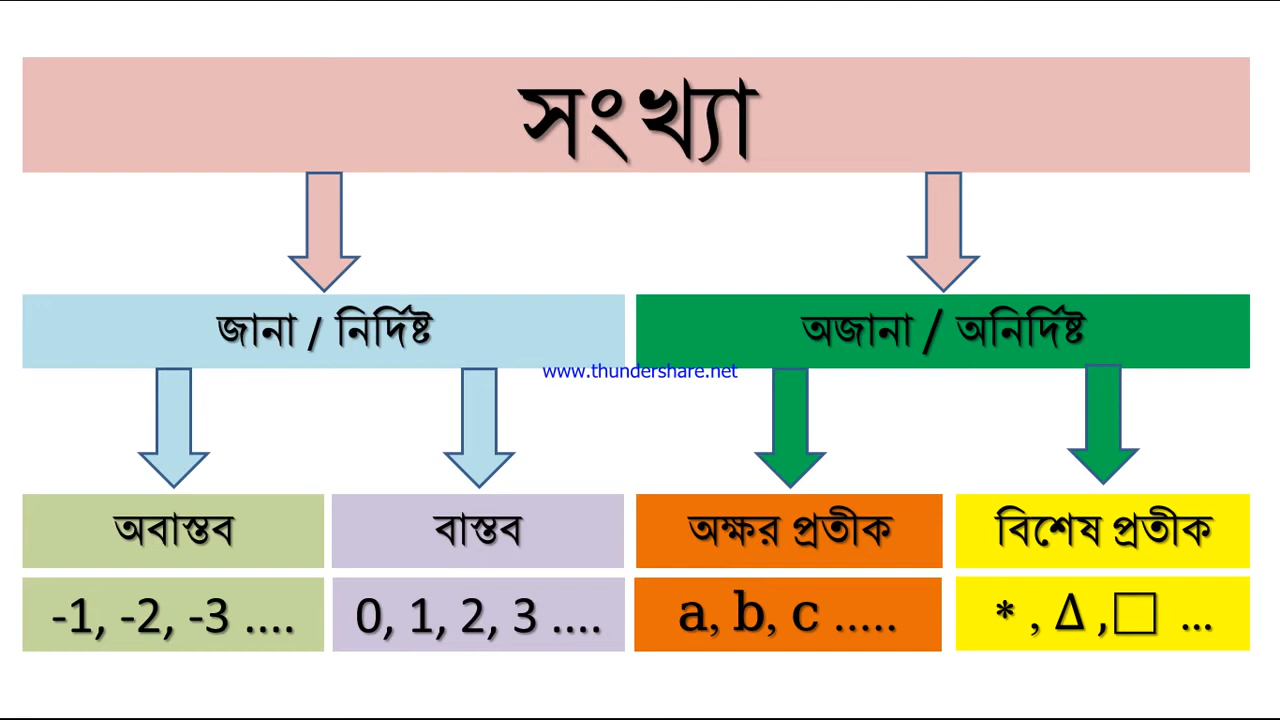 সংখ্যা
জানা / নির্দিষ্ট
অজানা / অনির্দিষ্ট
www.thundershare.net
অবাস্তব
বাস্তব
অক্ষর প্রতীক
বিশেষ প্রতীক
-1, -2, -3 ....
0, 1, 2, 3 ....
a, b, c .....
* , Δ ,□ ...